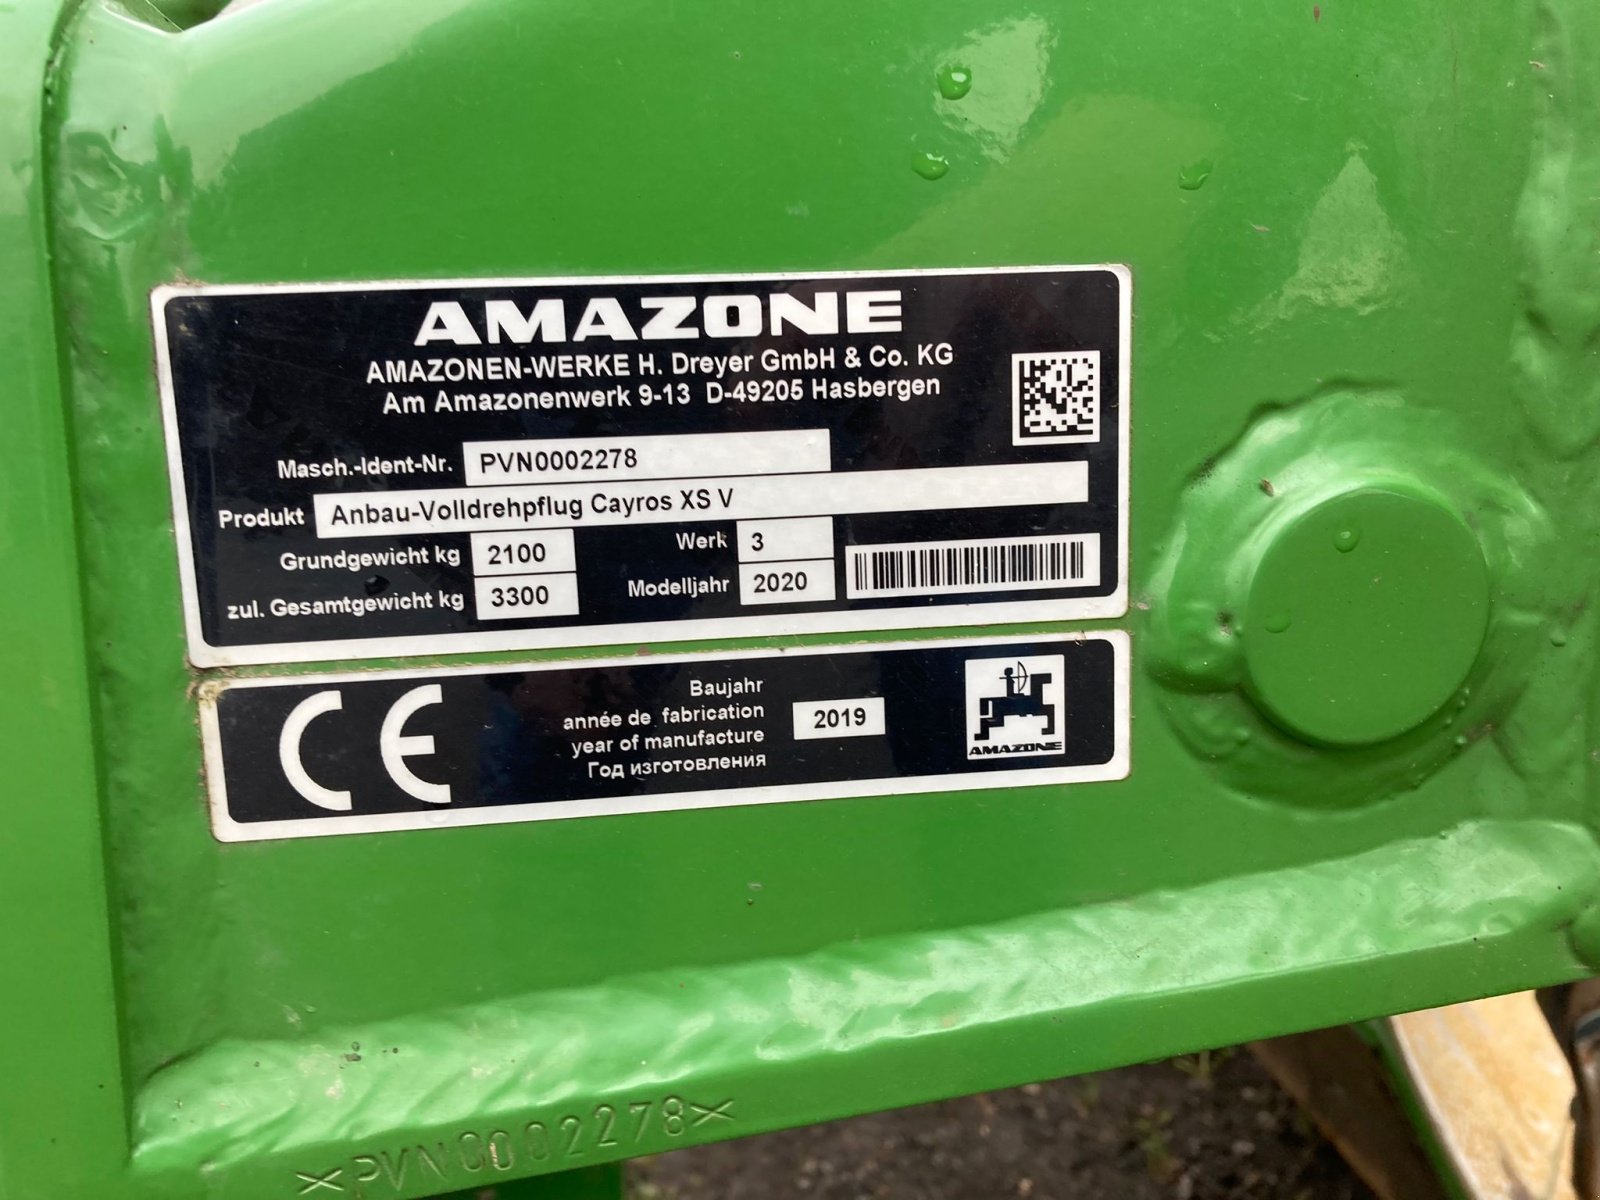 AMAZONE
AMAZONEN-WERKE H. Dreyer GmbH & Co. KG
Am Amazonenwerk 9-13 D-49205 Hasbergen
Masch.-Ident-Nr. PVN0002278
Produkt Anbau-Volldrehpflug Cayros XS V
Grundgewicht kg 2100 Werk 3
zul. Gesamtgewicht kg 3300 Modelljahr 2020
CE
Baujahr
année de fabrication
year of manufacture
Год изготовления
2019
AMAZONE
PVN0002278